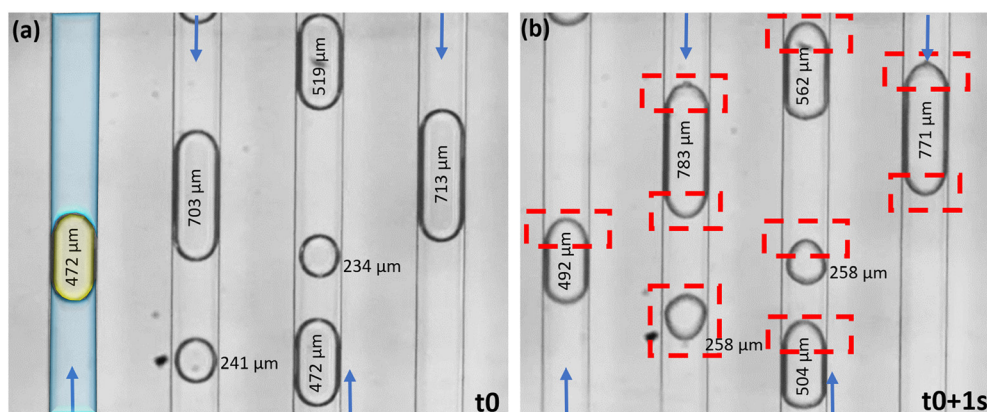 (a)
472 µm
703 µm
241 µm
519 µm
234 µm
472 µm
713 µm
t0
(b)
492 µm
783 µm
258 µm
562 µm
258 µm
504 µm
771 µm
t0+1s